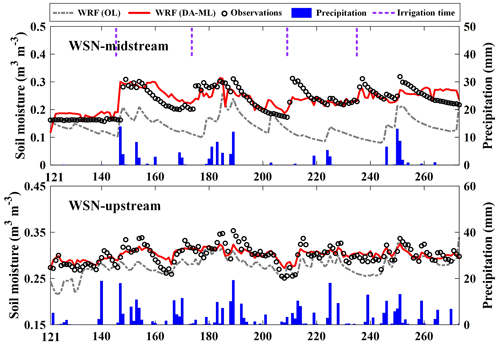 WRF (OL) WRF (DA-ML) Observations Precipitation Irrigation time
WSN-midstream
Soil moisture (m³ m⁻³)
0.5
0.4
0.3
0.2
0.1
0
Precipitation (mm)
50
40
30
20
10
0
121 140 160 180 200 220 240 260
WSN-upstream
Soil moisture (m³ m⁻³)
0.45
0.35
0.25
0.15
Precipitation (mm)
60
40
20
0
121 140 160 180 200 220 240 260